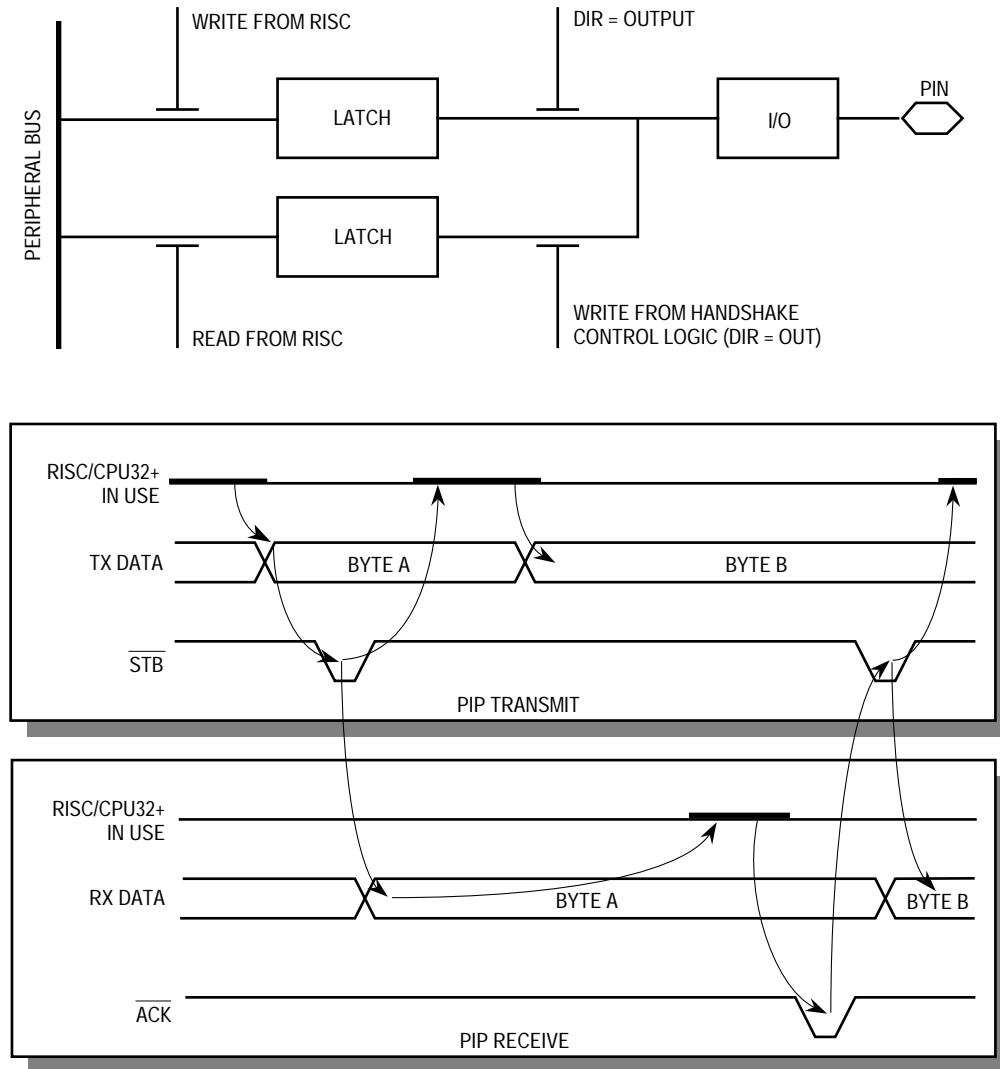 WRITE FROM RISC
DIR = OUTPUT
PERIPHERAL BUS
LATCH
I/O
PIN
LATCH
READ FROM RISC
WRITE FROM HANDSHAKE
CONTROL LOGIC (DIR = OUT)
RISC/CPU32+
IN USE
TX DATA
BYTE A
BYTE B
STB
PIP TRANSMIT
RISC/CPU32+
IN USE
RX DATA
BYTE A
BYTE B
ACK
PIP RECEIVE